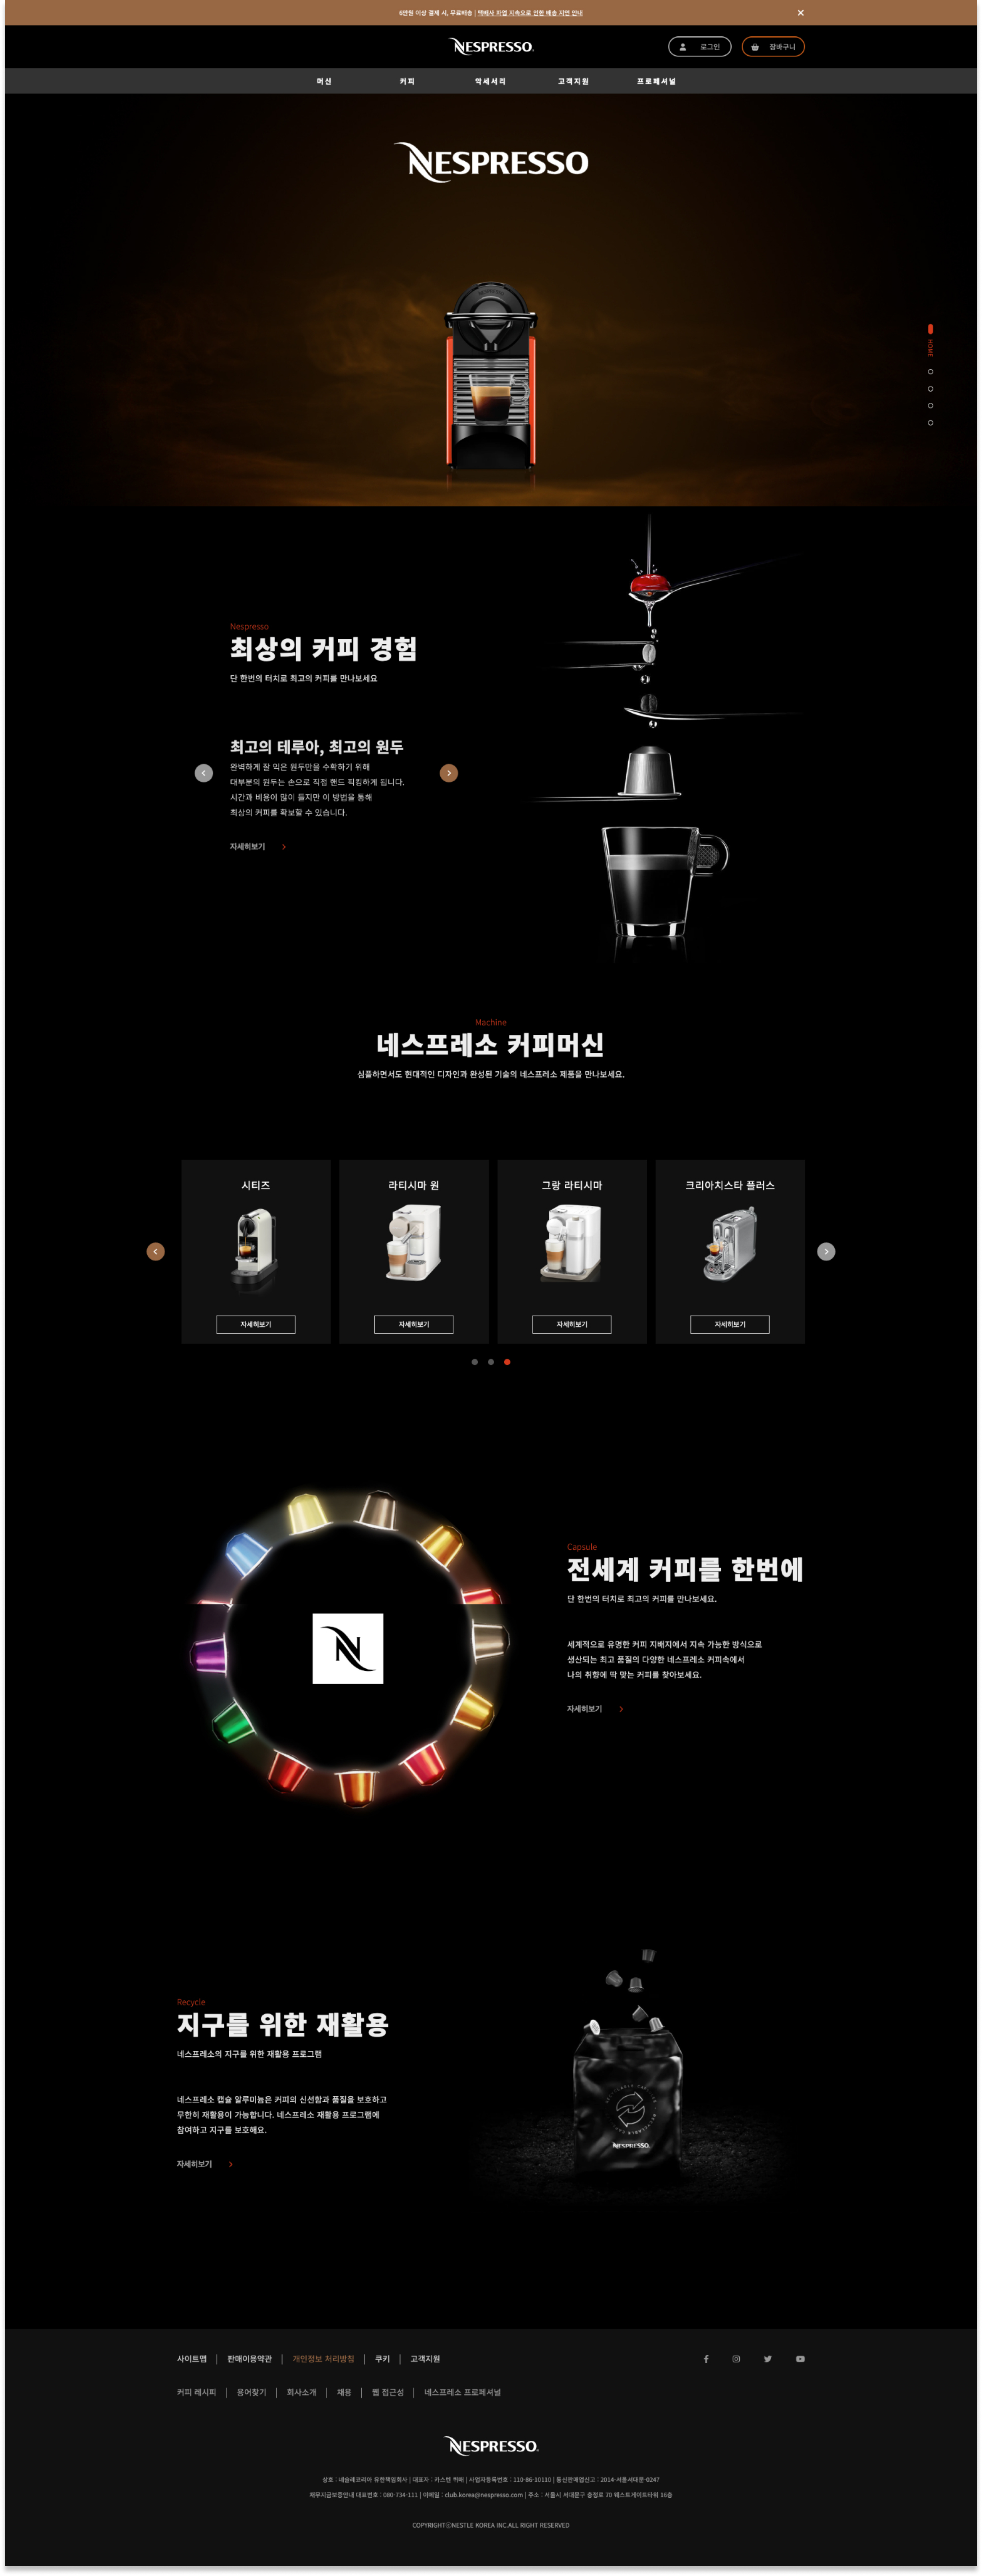 6만원 이상 결제 시, 무료배송 | 택배사 파업 지속으로 인한 배송 지연 안내
NESPRESSO.
로그인
장바구니
머신 커피 악세서리 고객지원 프로페셔널
NESPRESSO
HOME
Nespresso
최상의 커피 경험
단 한번의 터치로 최고의 커피를 만나보세요
최고의 테루아, 최고의 원두
완벽하게 잘 익은 원두만을 수확하기 위해
대부분의 원두는 손으로 직접 핸드 픽킹하게 됩니다.
시간과 비용이 많이 들지만 이 방법을 통해
최상의 커피를 확보할 수 있습니다.
자세히보기
Machine
네스프레소 커피머신
심플하면서도 현대적인 디자인과 완성된 기술의 네스프레소 제품을 만나보세요.
시티즈 라티시마 원 그랑 라티시마 크리아치스타 플러스
자세히보기 자세히보기 자세히보기 자세히보기
Capsule
전세계 커피를 한번에
단 한번의 터치로 최고의 커피를 만나보세요.
세계적으로 유명한 커피 지배지에서 지속 가능한 방식으로
생산되는 최고 품질의 다양한 네스프레소 커피속에서
나의 취향에 딱 맞는 커피를 찾아보세요.
자세히보기
N
Recycle
지구를 위한 재활용
네스프레소의 지구를 위한 재활용 프로그램
네스프레소 캡슐 알루미늄은 커피의 신선함과 품질을 보호하고
무한히 재활용이 가능합니다. 네스프레소 재활용 프로그램에
참여하고 지구를 보호해요.
자세히보기
NESPRESSO.
사이트맵 | 판매이용약관 | 개인정보 처리방침 | 쿠키 | 고객지원
커피 레시피 | 용어찾기 | 회사소개 | 채용 | 웹 접근성 | 네스프레소 프로페셔널
NESPRESSO.
상호 : 네슬레코리아 유한책임회사 | 대표자 : 카스텐 퀴메 | 사업자등록번호 : 110-86-10110 | 통신판매업신고 : 2014-서울서대문-0247
채무지급보증안내 대표번호 : 080-734-111 | 이메일 : club.korea@nespresso.com | 주소 : 서울시 서대문구 충정로 70 웨스트게이트타워 16층
COPYRIGHTⓒNESTLE KOREA INC.ALL RIGHT RESERVED